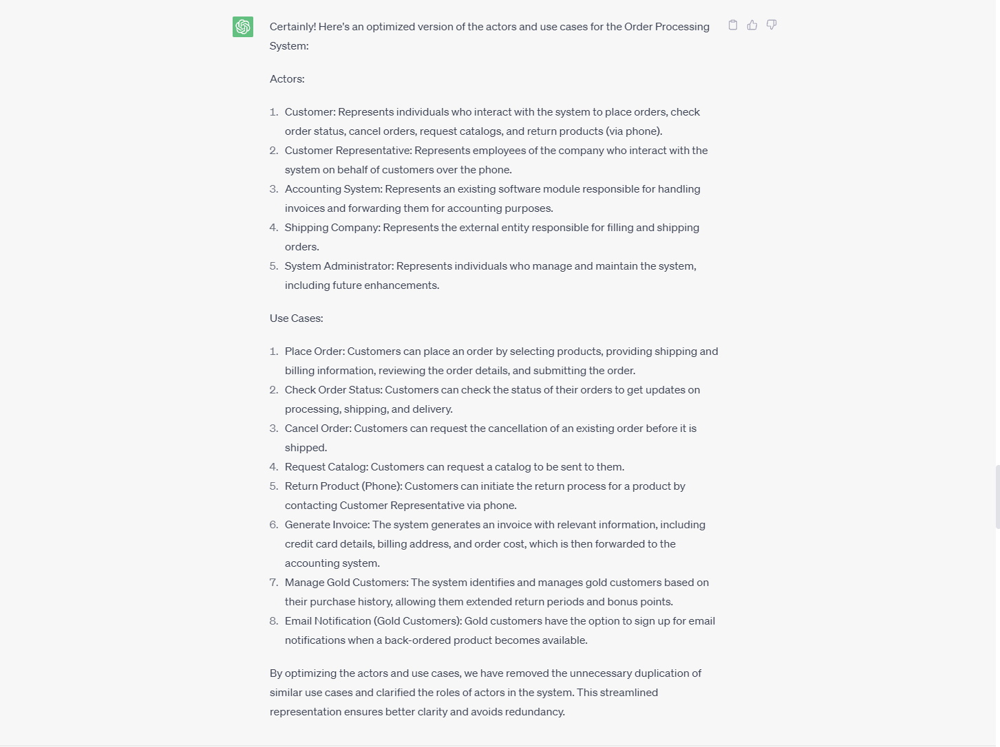 Certainly! Here's an optimized version of the actors and use cases for the Order Processing
System:
Actors:
1. Customer: Represents individuals who interact with the system to place orders, check
order status, cancel orders, request catalogs, and return products (via phone).
2. Customer Representative: Represents employees of the company who interact with the
system on behalf of customers over the phone.
3. Accounting System: Represents an existing software module responsible for handling
invoices and forwarding them for accounting purposes.
4. Shipping Company: Represents the external entity responsible for filling and shipping
orders.
5. System Administrator: Represents individuals who manage and maintain the system,
including future enhancements.
Use Cases:
1. Place Order: Customers can place an order by selecting products, providing shipping and
billing information, reviewing the order details, and submitting the order.
2. Check Order Status: Customers can check the status of their orders to get updates on
processing, shipping, and delivery.
3. Cancel Order: Customers can request the cancellation of an existing order before it is
shipped.
4. Request Catalog: Customers can request a catalog to be sent to them.
5. Return Product (Phone): Customers can initiate the return process for a product by
contacting Customer Representative via phone.
6. Generate Invoice: The system generates an invoice with relevant information, including
credit card details, billing address, and order cost, which is then forwarded to the
accounting system.
7. Manage Gold Customers: The system identifies and manages gold customers based on
their purchase history, allowing them extended return periods and bonus points.
8. Email Notification (Gold Customers): Gold customers have the option to sign up for email
notifications when a back-ordered product becomes available.
By optimizing the actors and use cases, we have removed the unnecessary duplication of
similar use cases and clarified the roles of actors in the system. This streamlined
representation ensures better clarity and avoids redundancy.